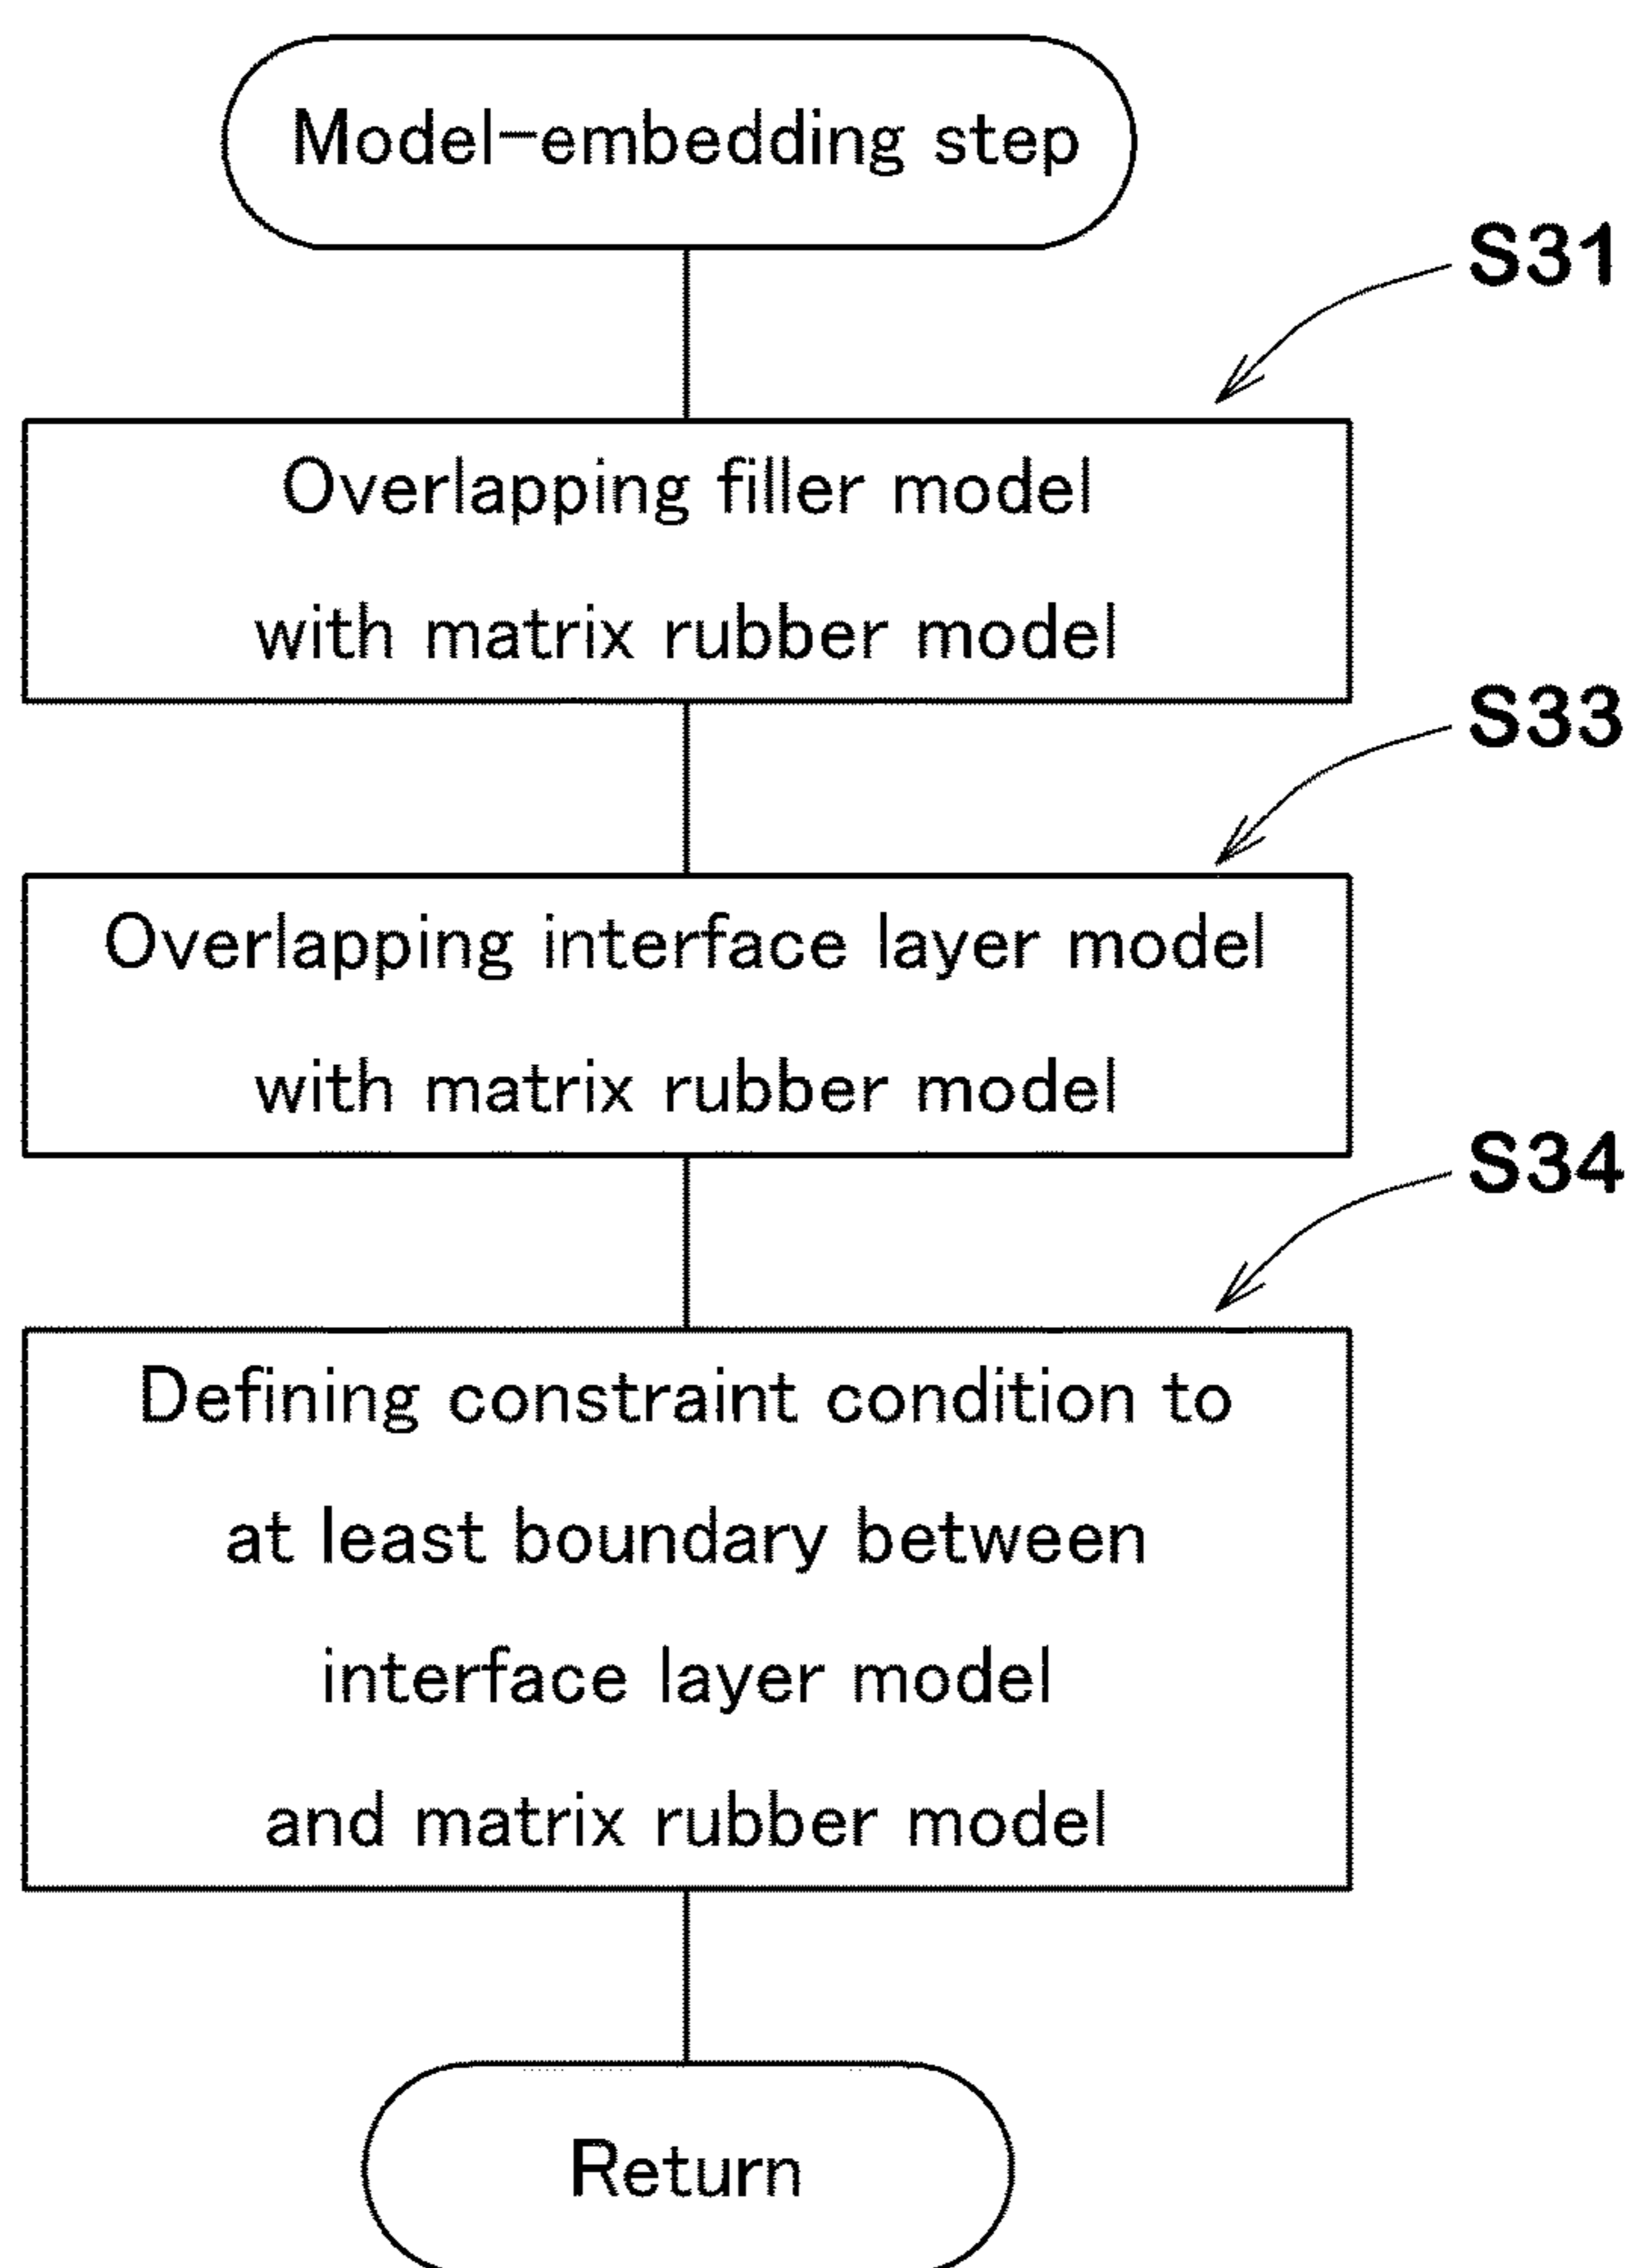 Model-embedding step
S31
Overlapping filler model
with matrix rubber model
S33
Overlapping interface layer model
with matrix rubber model
S34
Defining constraint condition to
at least boundary between
interface layer model
and matrix rubber model
Return